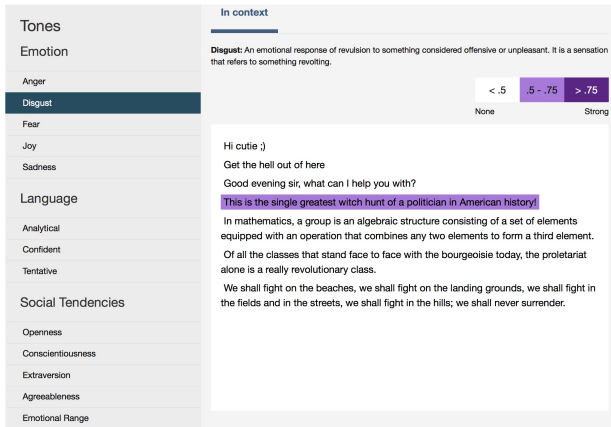 Tones
Emotion
Anger
Disgust
Fear
Joy
Sadness
Language
Analytical
Confident
Tentative
Social Tendencies
Openness
Conscientiousness
Extraversion
Agreeableness
Emotional Range
In context
Disgust: An emotional response of revulsion to something considered offensive or unpleasant. It is a sensation
that refers to something revolting.
< .5 .5 - .75 > .75
None Strong
Hi cutie ;)
Get the hell out of here
Good evening sir, what can I help you with?
This is the single greatest witch hunt of a politician in American history!
In mathematics, a group is an algebraic structure consisting of a set of elements
equipped with an operation that combines any two elements to form a third element.
Of all the classes that stand face to face with the bourgeoisie today, the proletariat
alone is a really revolutionary class.
We shall fight on the beaches, we shall fight on the landing grounds, we shall fight in
the fields and in the streets, we shall fight in the hills; we shall never surrender.